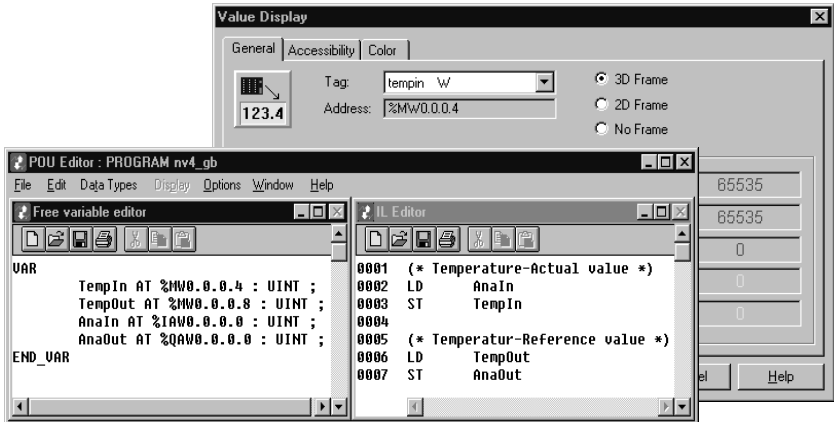 Value Display
General Accessibility Color
Tag: tempin W
Address: %MW0.0.0.4
123.4
3D Frame
2D Frame
No Frame
65535
65535
0
0
0
Help
POU Editor : PROGRAM nv4_gb
File Edit Data Types Display Options Window Help
Free variable editor
VAR
TempIn AT %MW0.0.0.4 : UINT ;
TempOut AT %MW0.0.0.8 : UINT ;
AnaIn AT %IAW0.0.0.0 : UINT ;
AnaOut AT %QAW0.0.0.0 : UINT ;
END_VAR
IL Editor
0001 (* Temperature-Actual value *)
0002 LD AnaIn
0003 ST TempIn
0004
0005 (* Temperatur-Reference value *)
0006 LD TempOut
0007 ST AnaOut